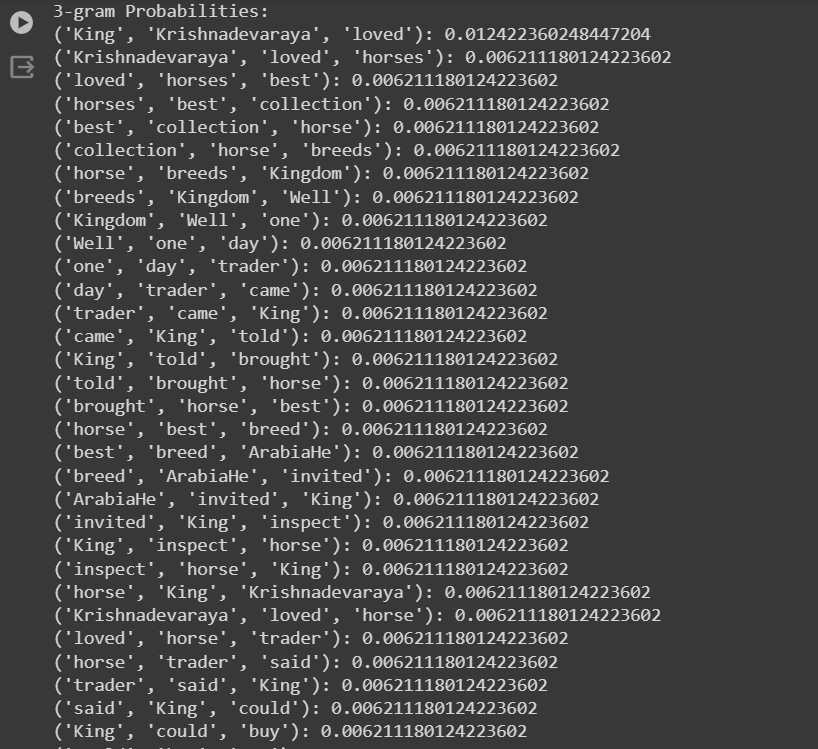 3-gram Probabilities:
('King', 'Krishnadevaraya', 'loved'): 0.012422360248447204
('Krishnadevaraya', 'loved', 'horses'): 0.006211180124223602
('loved', 'horses', 'best'): 0.006211180124223602
('horses', 'best', 'collection'): 0.006211180124223602
('best', 'collection', 'horse'): 0.006211180124223602
('collection', 'horse', 'breeds'): 0.006211180124223602
('horse', 'breeds', 'Kingdom'): 0.006211180124223602
('breeds', 'Kingdom', 'Well'): 0.006211180124223602
('Kingdom', 'Well', 'one'): 0.006211180124223602
('Well', 'one', 'day'): 0.006211180124223602
('one', 'day', 'trader'): 0.006211180124223602
('day', 'trader', 'came'): 0.006211180124223602
('trader', 'came', 'King'): 0.006211180124223602
('came', 'King', 'told'): 0.006211180124223602
('King', 'told', 'brought'): 0.006211180124223602
('told', 'brought', 'horse'): 0.006211180124223602
('brought', 'horse', 'best'): 0.006211180124223602
('horse', 'best', 'breed'): 0.006211180124223602
('best', 'breed', 'ArabiaHe'): 0.006211180124223602
('breed', 'ArabiaHe', 'invited'): 0.006211180124223602
('ArabiaHe', 'invited', 'King'): 0.006211180124223602
('invited', 'King', 'inspect'): 0.006211180124223602
('King', 'inspect', 'horse'): 0.006211180124223602
('inspect', 'horse', 'King'): 0.006211180124223602
('horse', 'King', 'Krishnadevaraya'): 0.006211180124223602
('Krishnadevaraya', 'loved', 'horse'): 0.006211180124223602
('loved', 'horse', 'trader'): 0.006211180124223602
('horse', 'trader', 'said'): 0.006211180124223602
('trader', 'said', 'King'): 0.006211180124223602
('said', 'King', 'could'): 0.006211180124223602
('King', 'could', 'buy'): 0.006211180124223602